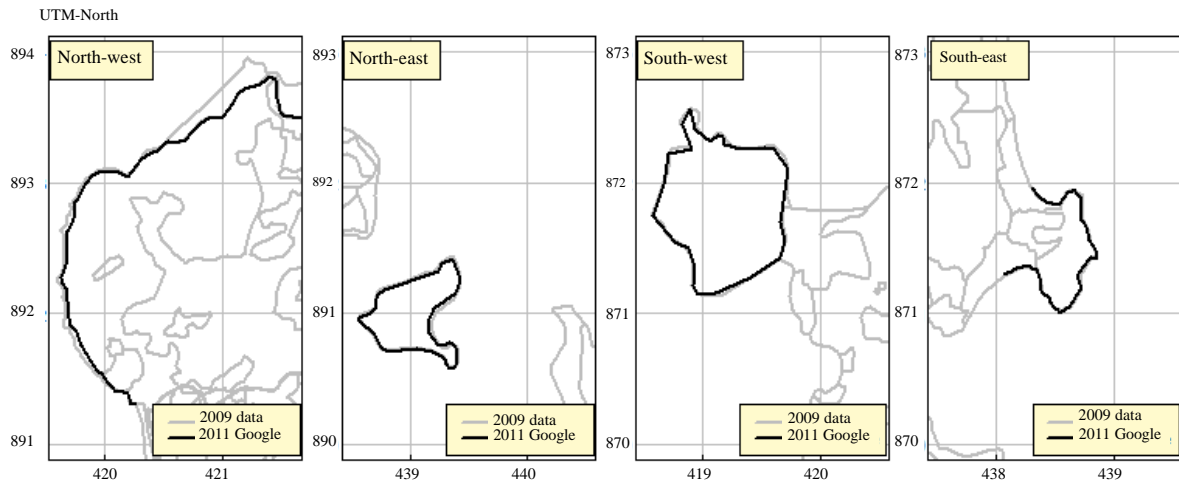 UTM-North
894
893
892
891
420
421
North-west
2009 data
2011 Google
893
892
891
890
439
440
North-east
2009 data
2011 Google
873
872
871
870
419
420
South-west
2009 data
2011 Google
873
872
871
870
438
439
South-east
2009 data
2011 Google